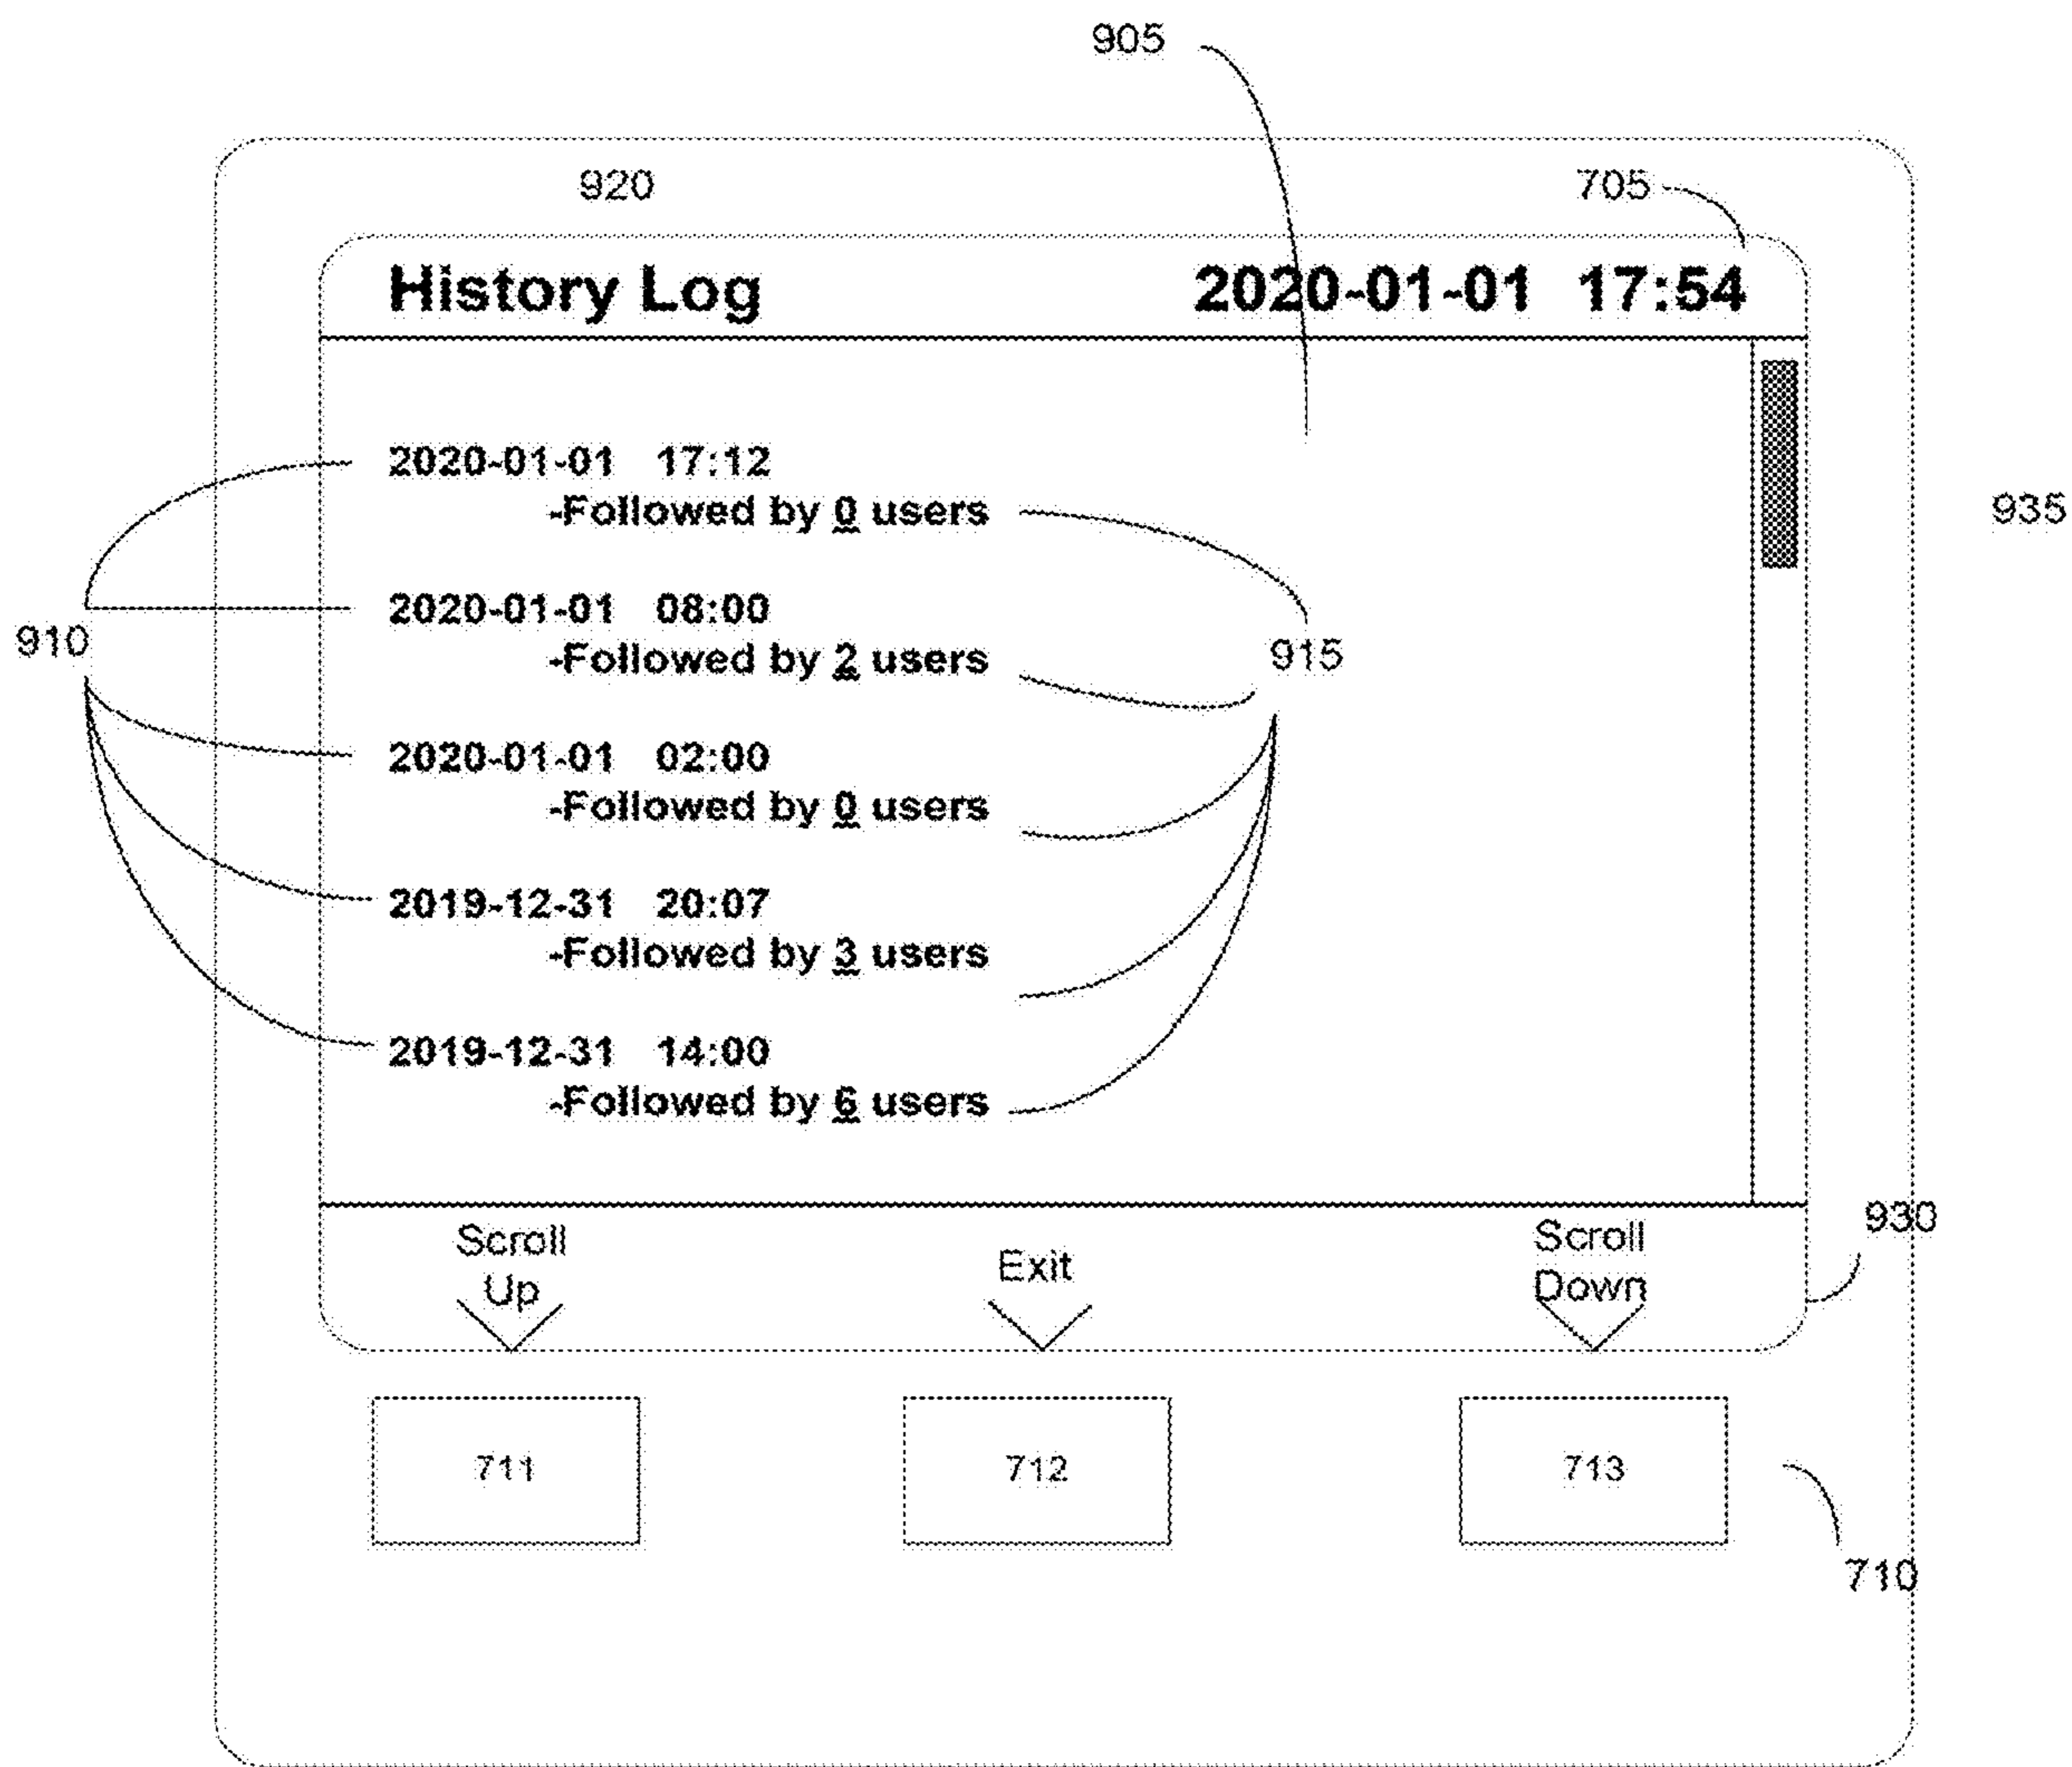 905
920
705
History Log 2020-01-01 17:54
2020-01-01 17:12
-Followed by 0 users
935
2020-01-01 08:00
910
-Followed by 2 users
915
2020-01-01 02:00
-Followed by 0 users
2019-12-31 20:07
-Followed by 3 users
2019-12-31 14:00
-Followed by 6 users
930
Scroll
Up
Exit
Scroll
Down
711
712
713
710